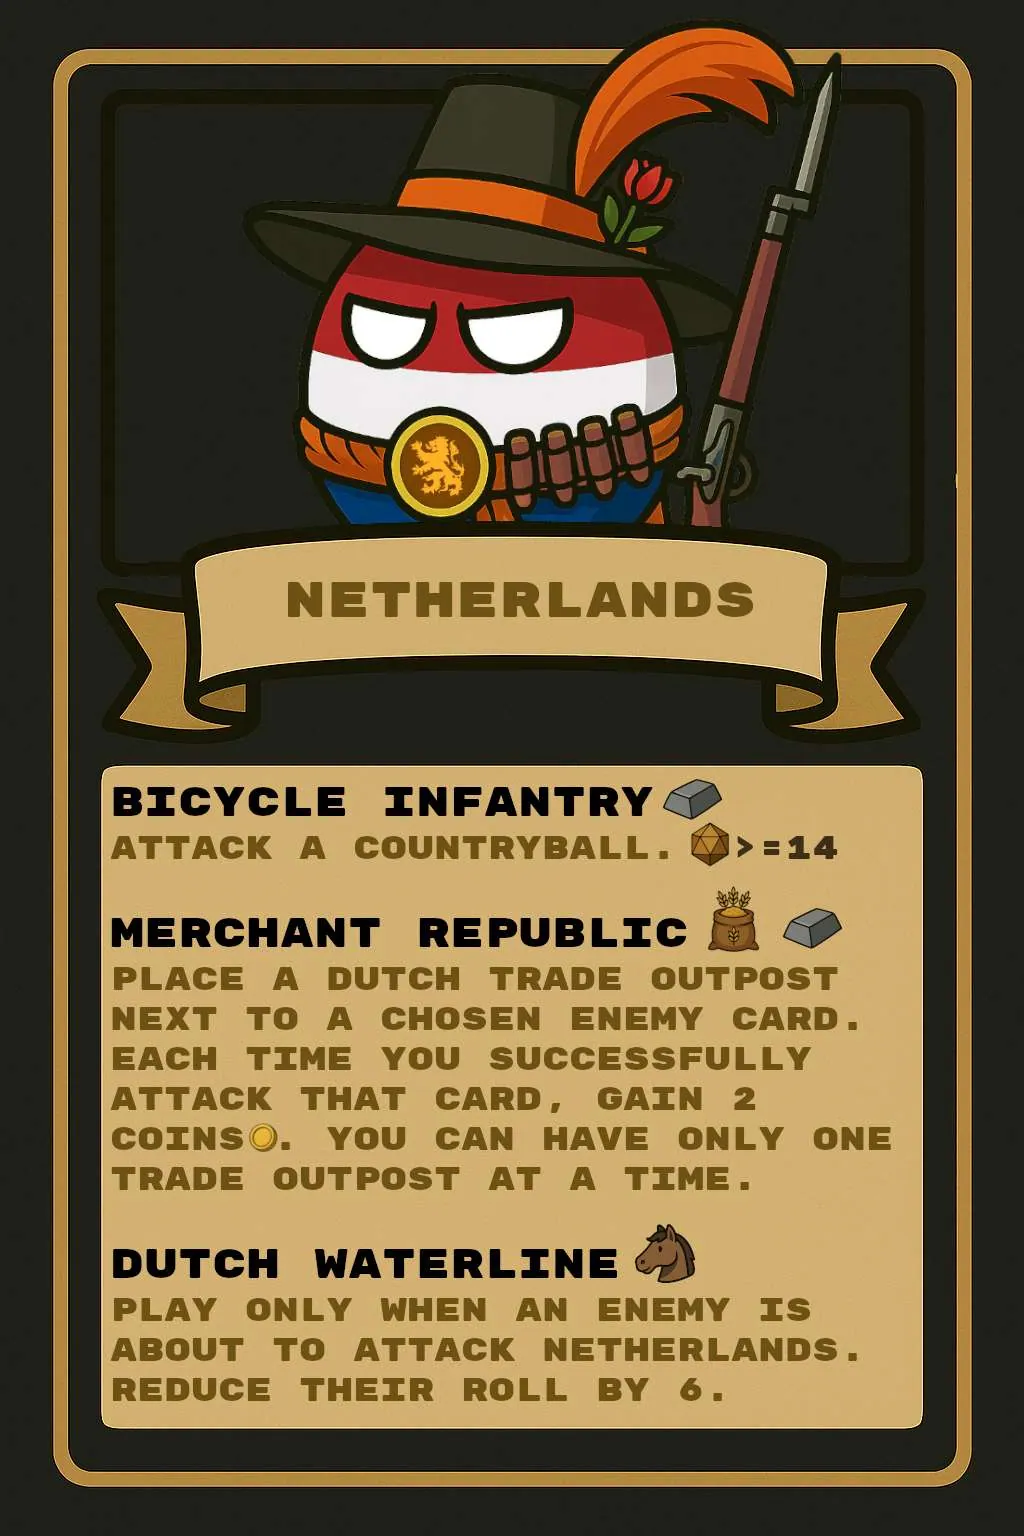 NETHERLANDS
BICYCLE INFANTRY
ATTACK A COUNTRYBALL. >=14
MERCHANT REPUBLIC
PLACE A DUTCH TRADE OUTPOST
NEXT TO A CHOSEN ENEMY CARD.
EACH TIME YOU SUCCESSFULLY
ATTACK THAT CARD, GAIN 2
COINS. YOU CAN HAVE ONLY ONE
TRADE OUTPOST AT A TIME.
DUTCH WATERLINE
PLAY ONLY WHEN AN ENEMY IS
ABOUT TO ATTACK NETHERLANDS.
REDUCE THEIR ROLL BY 6.